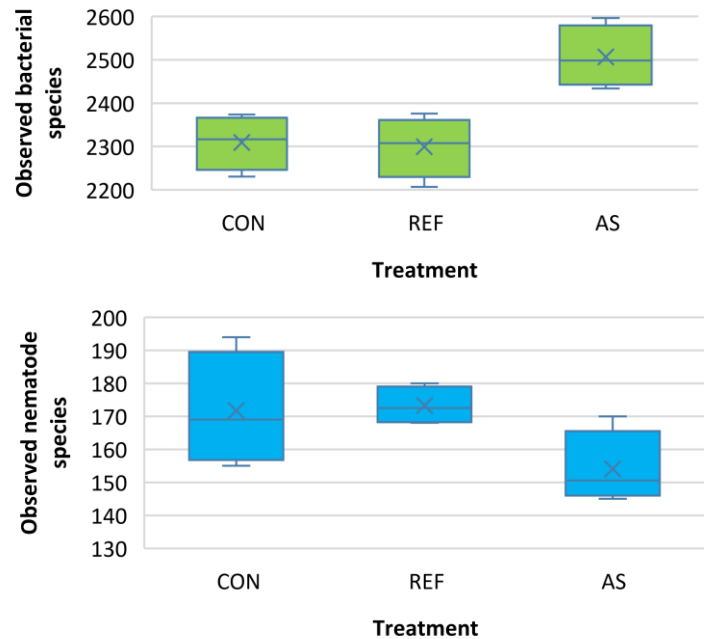 Observed bacterial
species
2600
2500
2400
2300
2200
CON REF AS
Treatment
Observed nematode
species
200
190
180
170
160
150
140
130
CON REF AS
Treatment